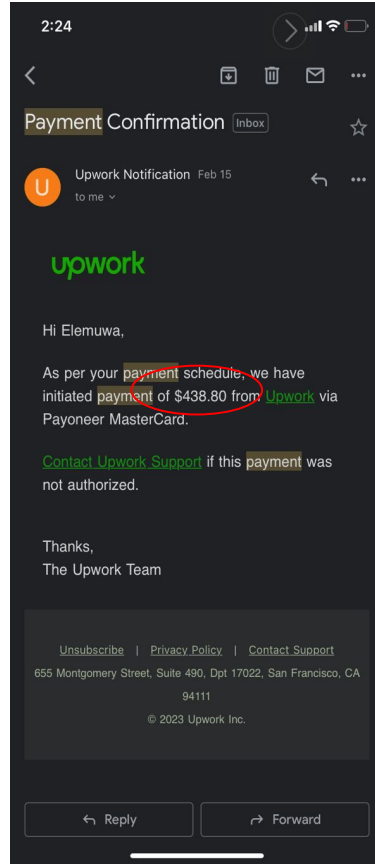 2:24
Payment Confirmation Inbox
U
Upwork Notification Feb 15
to me
upwork
Hi Elemuwa,
As per your payment schedule, we have
initiated payment of $438.80 from Upwork via
Payoneer MasterCard.
Contact Upwork Support if this payment was
not authorized.
Thanks,
The Upwork Team
Unsubscribe | Privacy Policy | Contact Support
655 Montgomery Street, Suite 490, Dpt 17022, San Francisco, CA
94111
© 2023 Upwork Inc.
Reply
Forward